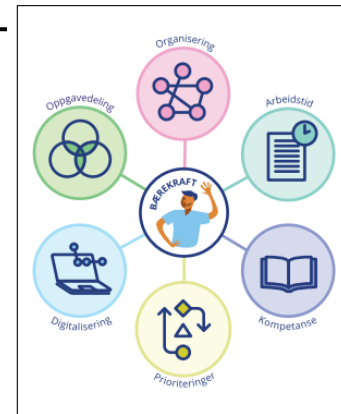 Organisering
Oppgavedeling
Arbeidstid
BÆREKRAFT
Digitalisering
Kompetanse
Prioriteringer